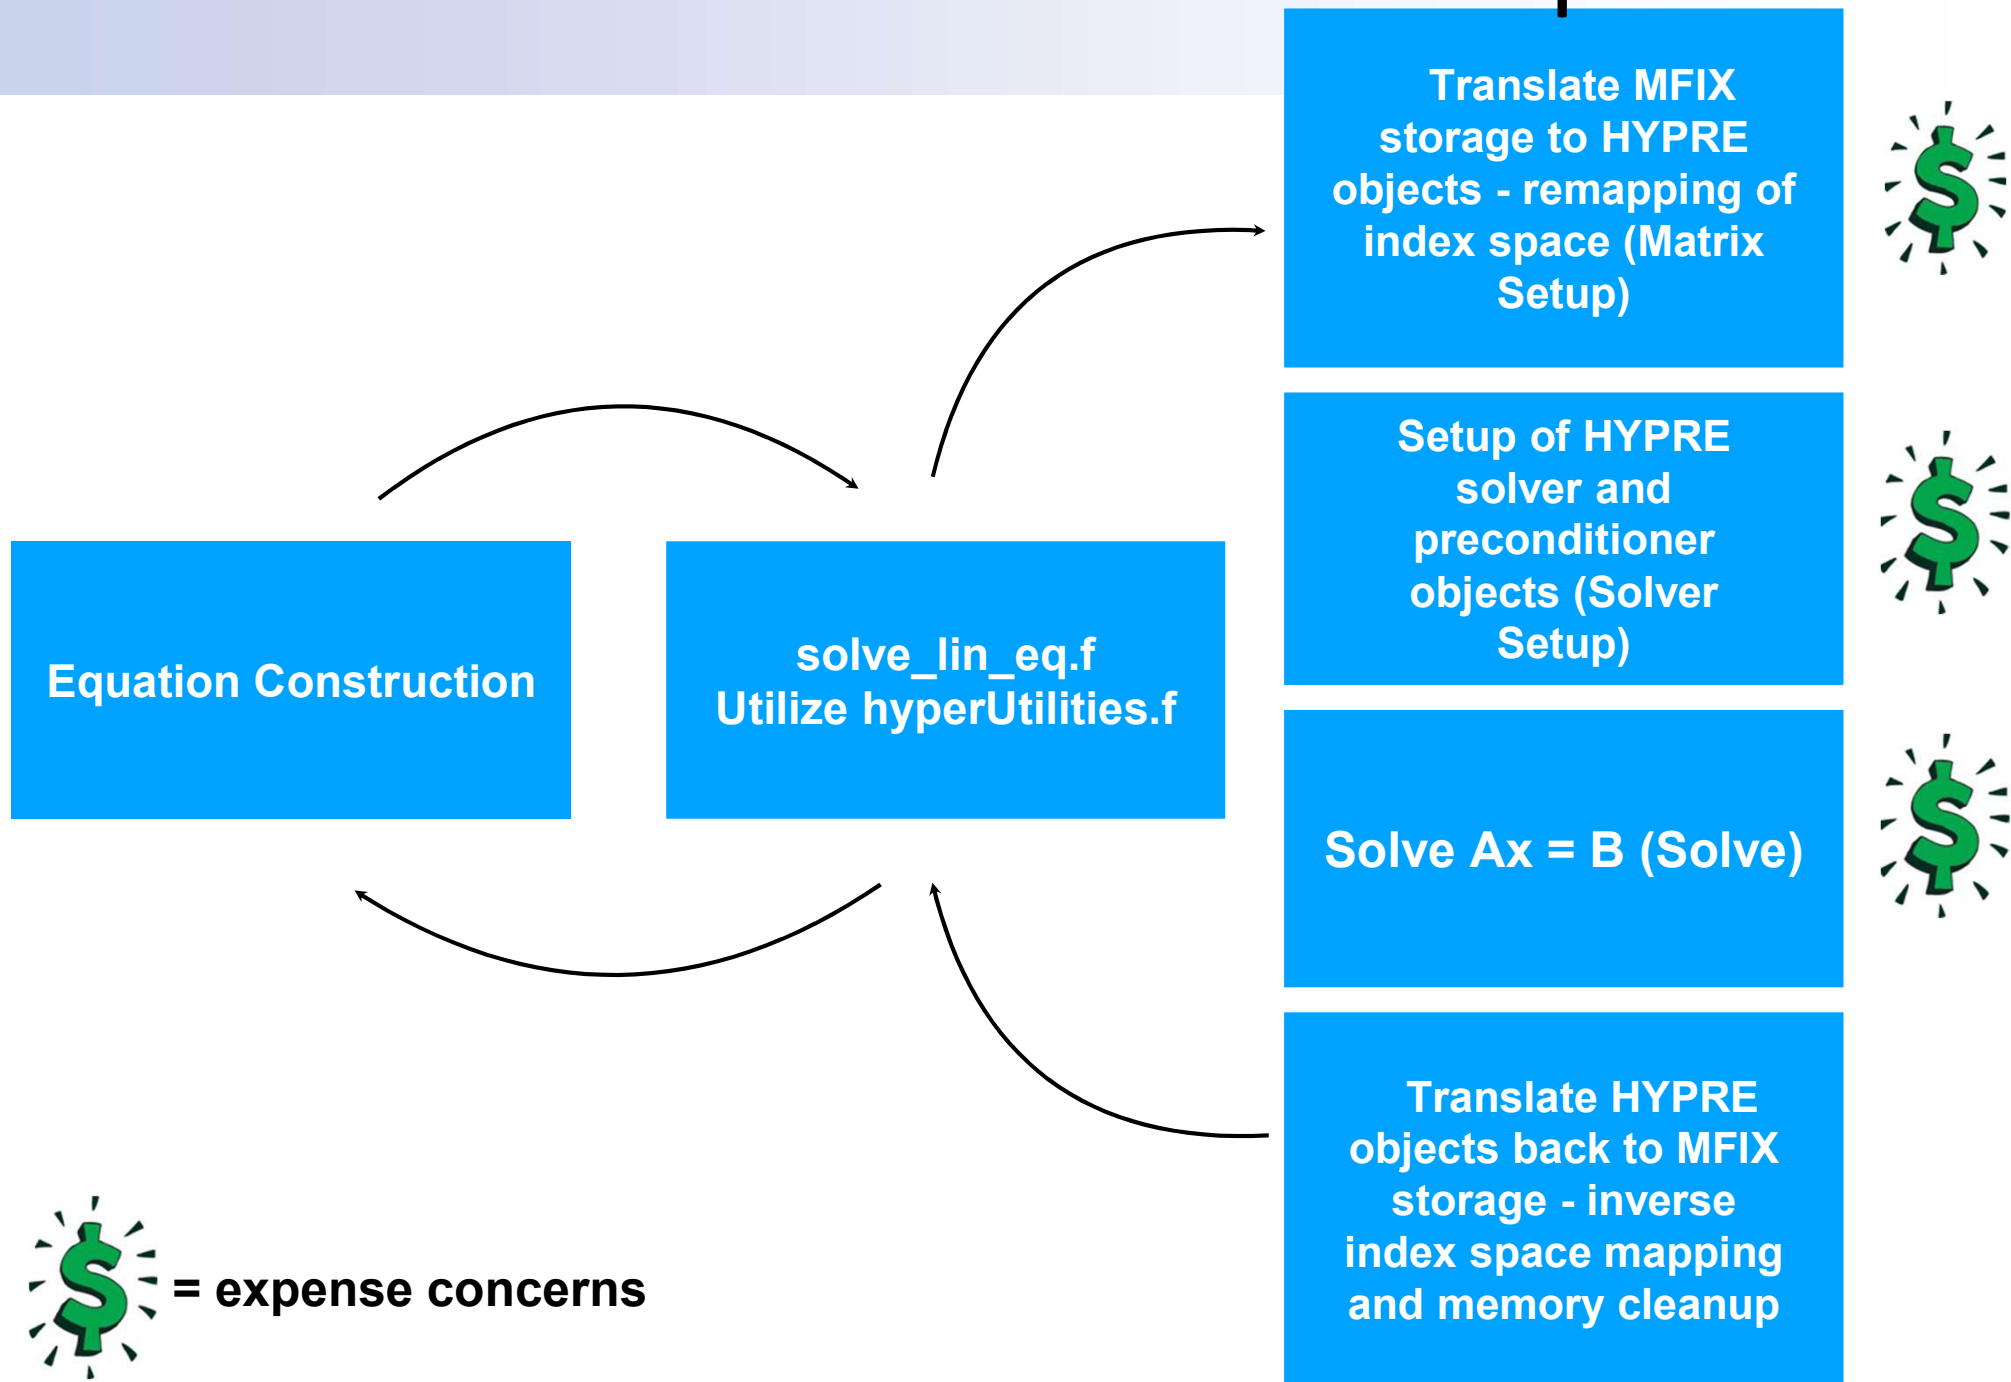 Translate MFIX
storage to HYPRE
objects - remapping of
index space (Matrix
Setup)
Setup of HYPRE
solver and
preconditioner
objects (Solver
Setup)
Equation Construction
solve_lin_eq.f
Utilize hyperUtilities.f
Solve Ax = B (Solve)
Translate HYPRE
objects back to MFIX
storage - inverse
index space mapping
and memory cleanup
$ = expense concerns